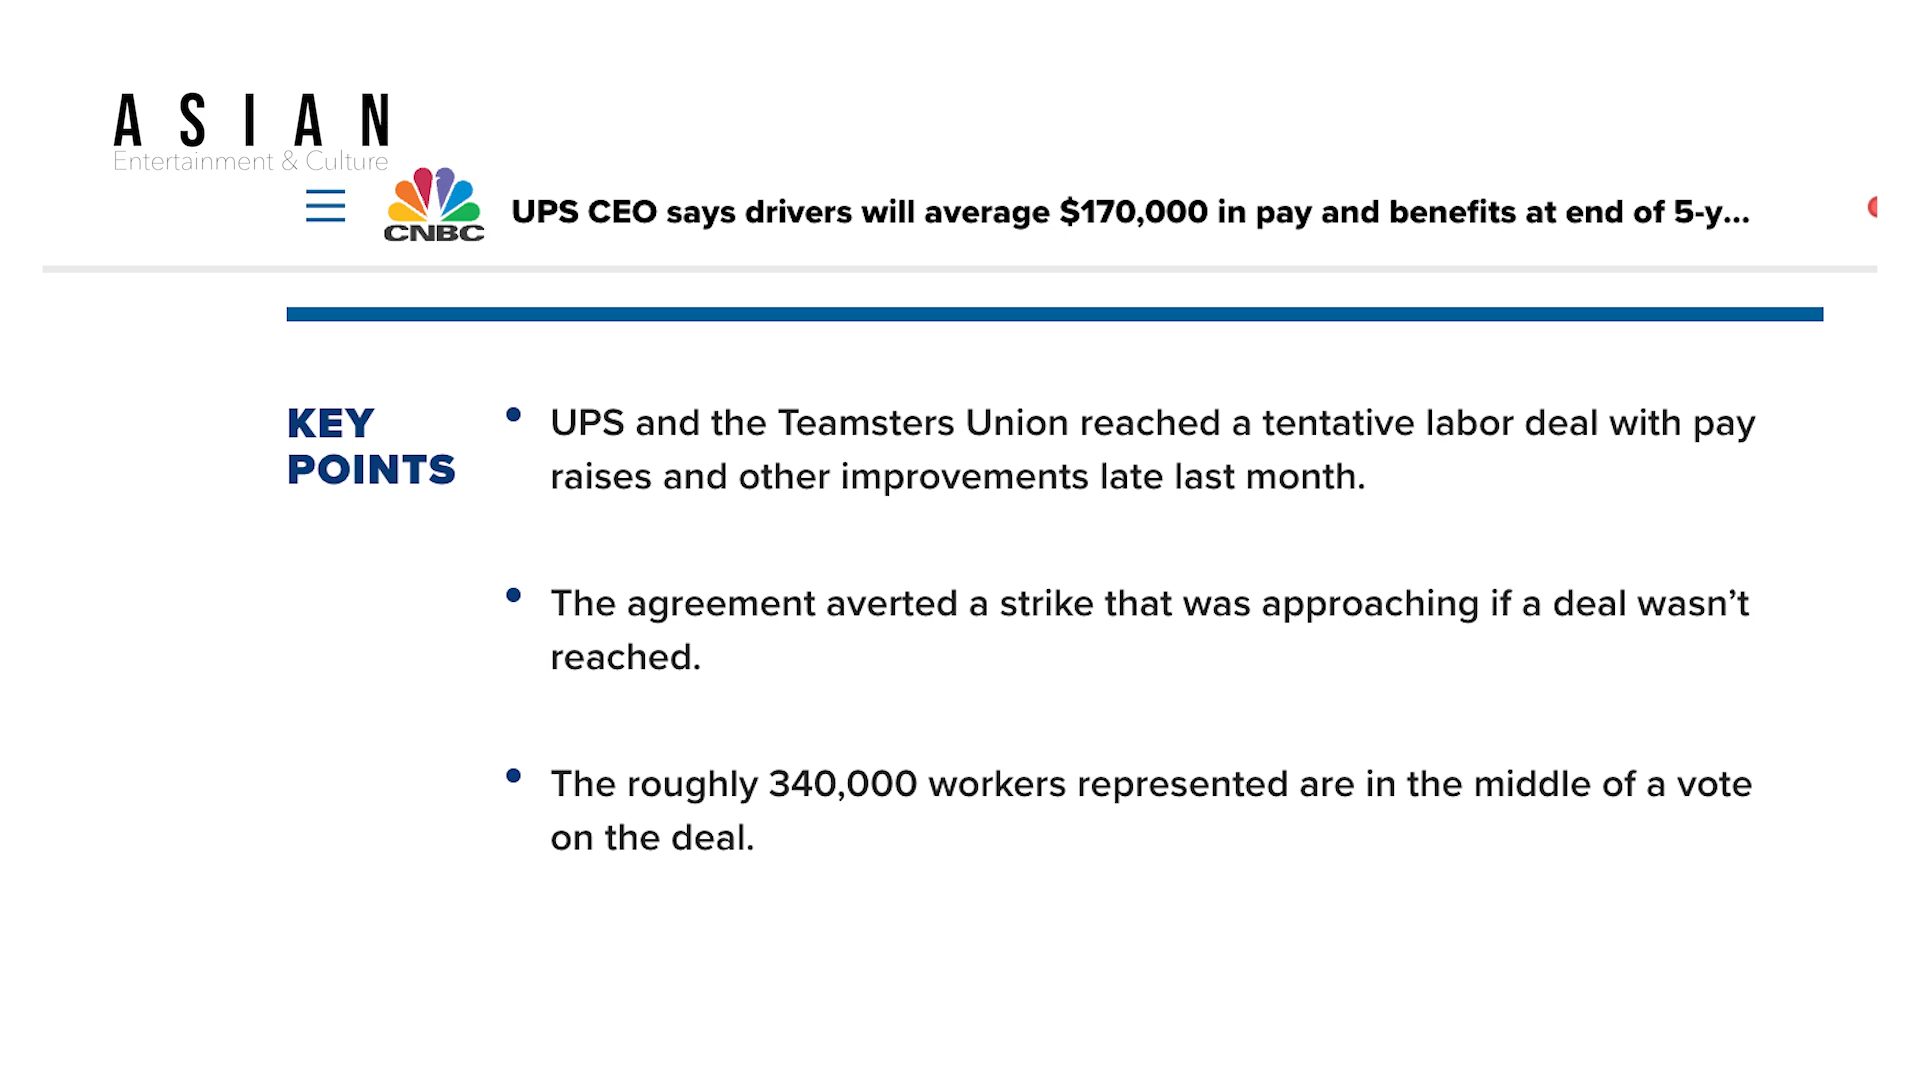 ASIAN
Entertainment & Culture
CNBC
UPS CEO says drivers will average $170,000 in pay and benefits at end of 5-y...
KEY
POINTS
• UPS and the Teamsters Union reached a tentative labor deal with pay
raises and other improvements late last month.
• The agreement averted a strike that was approaching if a deal wasn’t
reached.
• The roughly 340,000 workers represented are in the middle of a vote
on the deal.